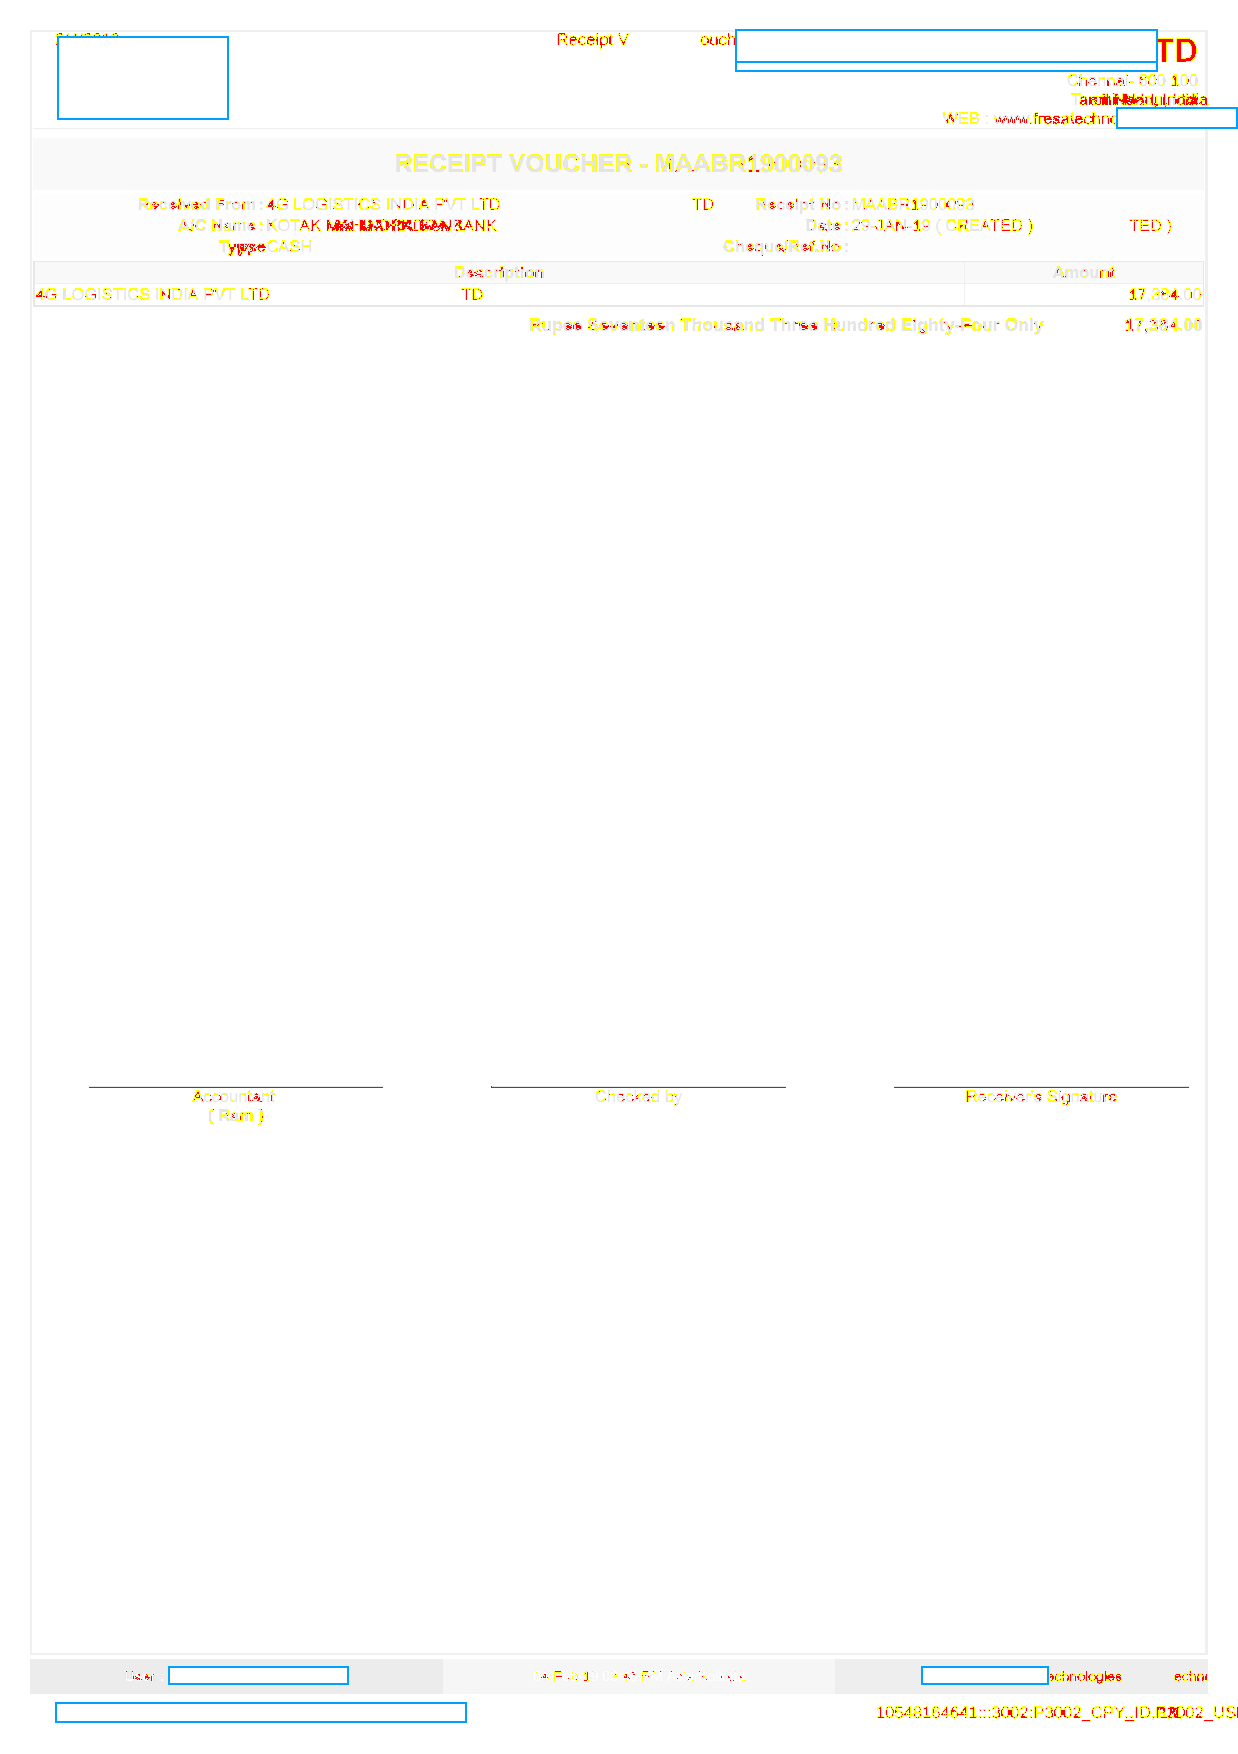 Receipt V ouch
TD
Chennai- 600 100
Tamil Nadu, India
WEB : www.fresatechno
RECEIPT VOUCHER - MAABR1900093
Received From : 4G LOGISTICS INDIA PVT LTD TD Receipt No : MAABR1900093
A/C Name : KOTAK BANK Date : 23-JAN-19 ( CREATED ) TED )
Type CASH Cheque/Ref.No :
Description Amount
4G LOGISTICS INDIA PVT LTD TD 17,384.00
Rupee Seventeen Thousand Three Hundred Eighty-Four Only 17,384.00
Accountant Checked by Receiver's Signature
( Ram )
User echnologies echno
10548184641:::3002:P3002_CPY_ID,P3002_USE